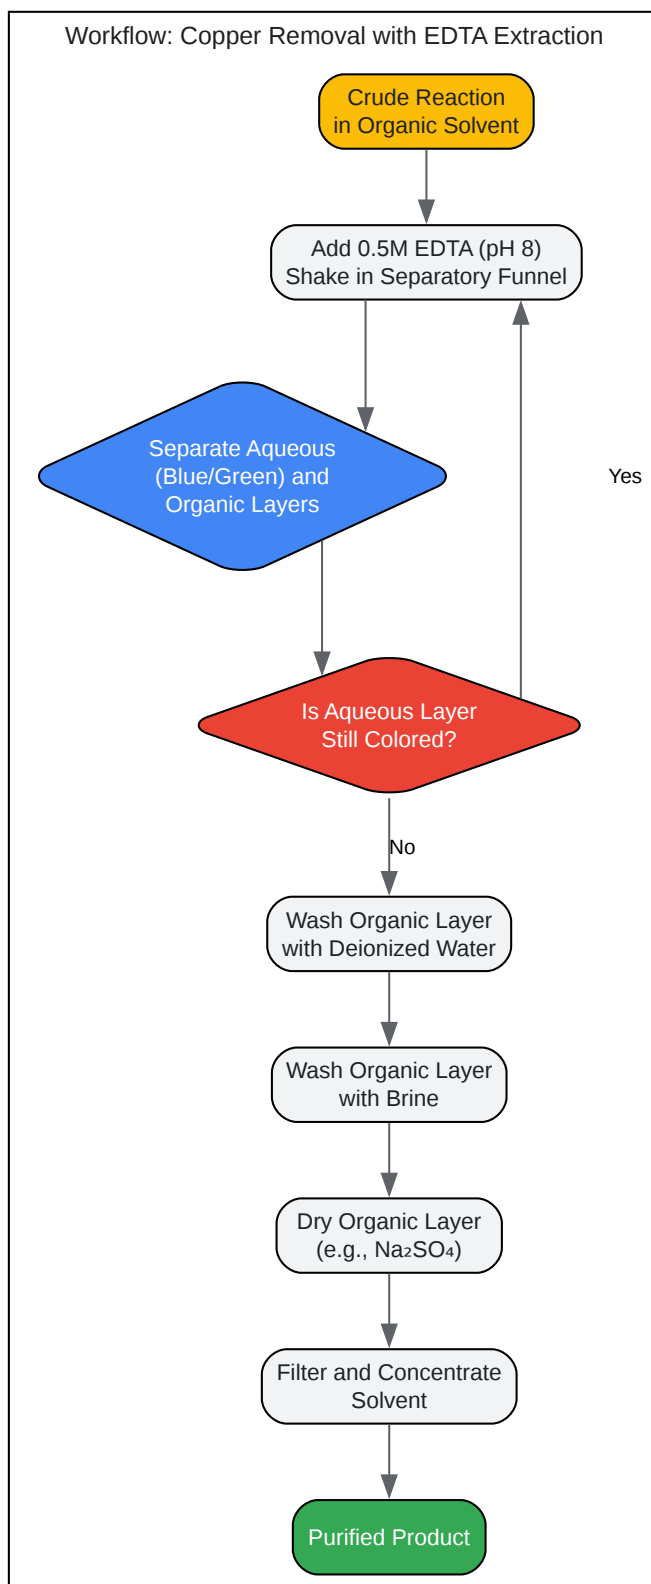 Workflow: Copper Removal with EDTA Extraction
Crude Reaction
in Organic Solvent
Add 0.5M EDTA (pH 8)
Shake in Separatory Funnel
Separate Aqueous
(Blue/Green) and
Organic Layers
Yes
Is Aqueous Layer
Still Colored?
No
Wash Organic Layer
with Deionized Water
Wash Organic Layer
with Brine
Dry Organic Layer
(e.g., Na₂SO₄)
Filter and Concentrate
Solvent
Purified Product